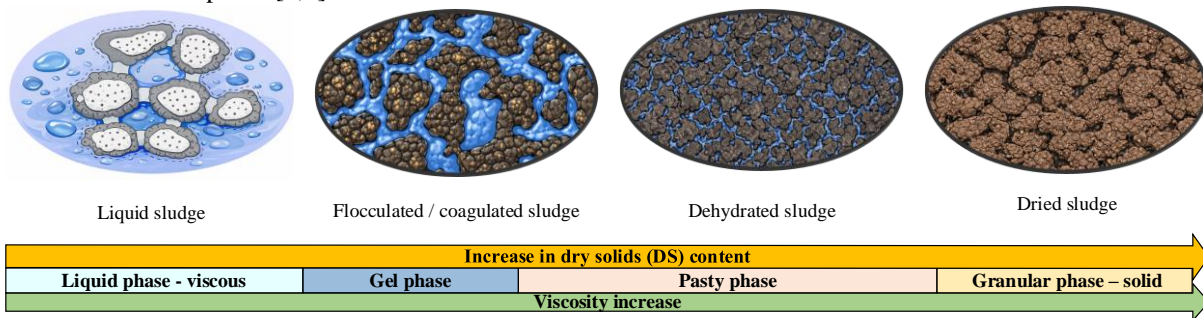 Liquid sludge
Flocculated / coagulated sludge
Dehydrated sludge
Dried sludge
Increase in dry solids (DS) content
Liquid phase - viscous
Gel phase
Pasty phase
Granular phase – solid
Viscosity increase